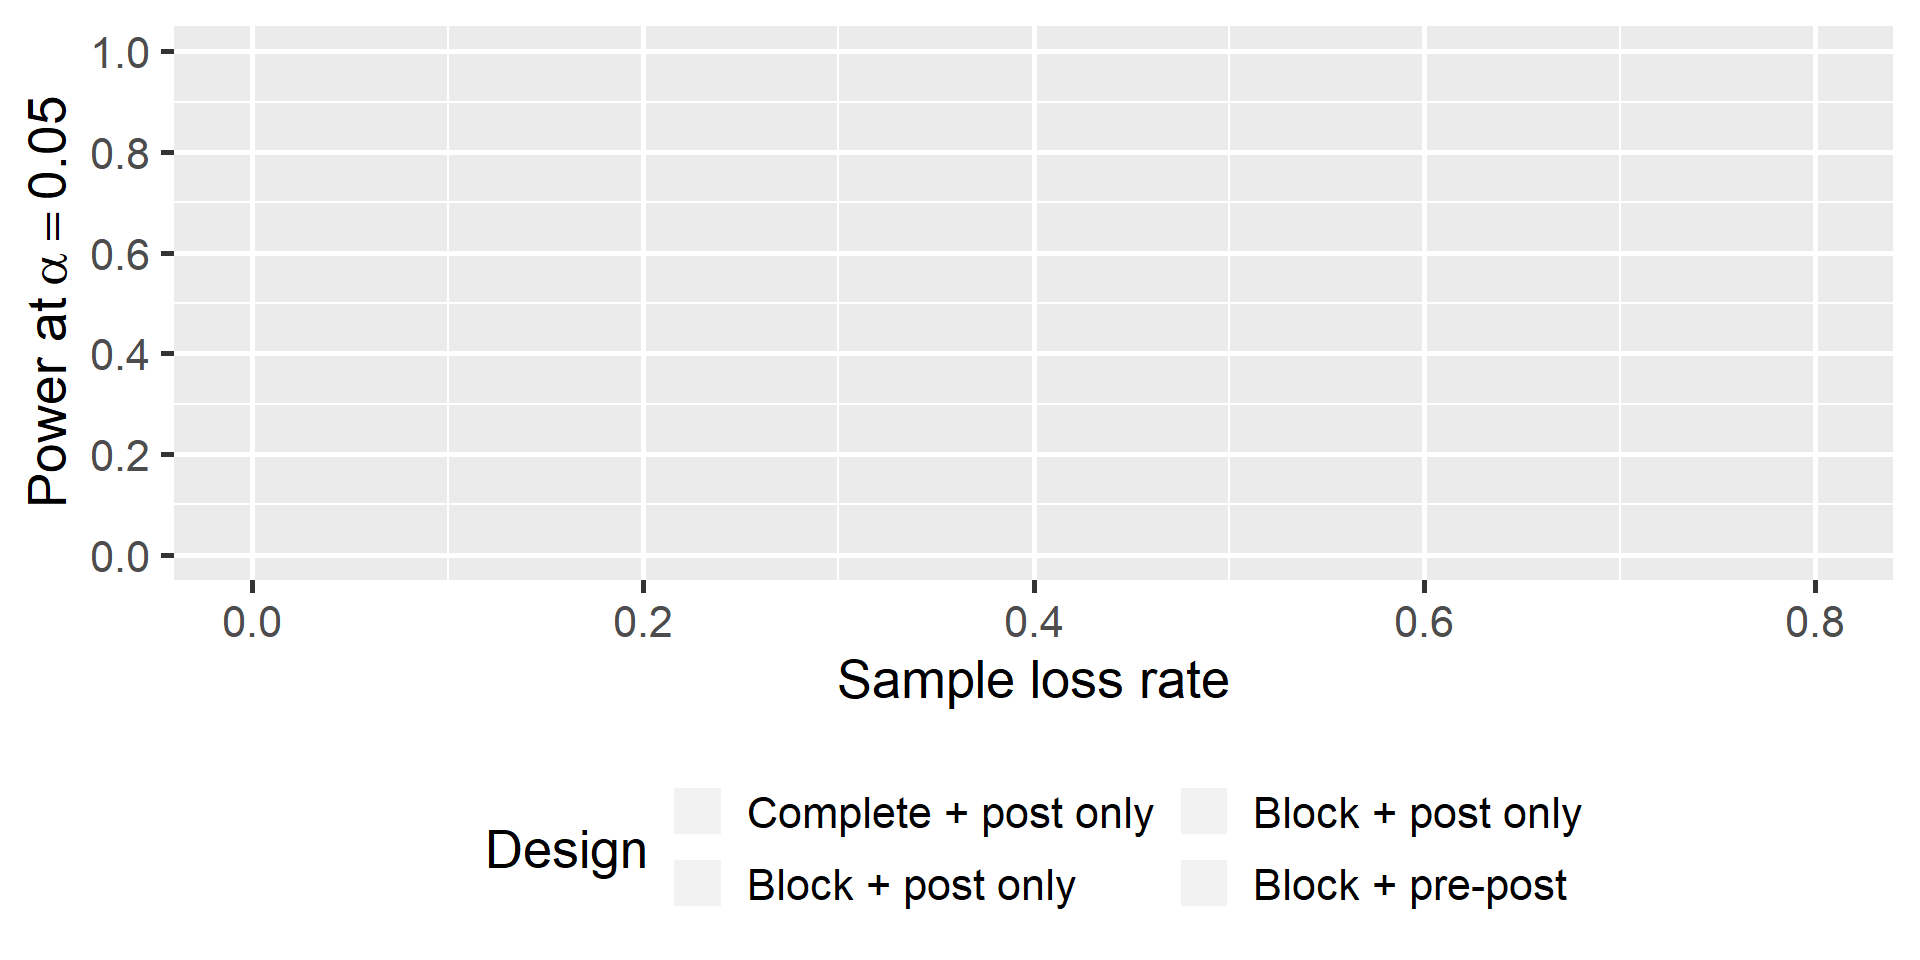 1.0
0.8
0.6
0.4
0.2
0.0
Power at α = 0.05
0.0 0.2 0.4 0.6 0.8
Sample loss rate
Design
Complete + post only
Block + post only
Block + post only
Block + pre-post